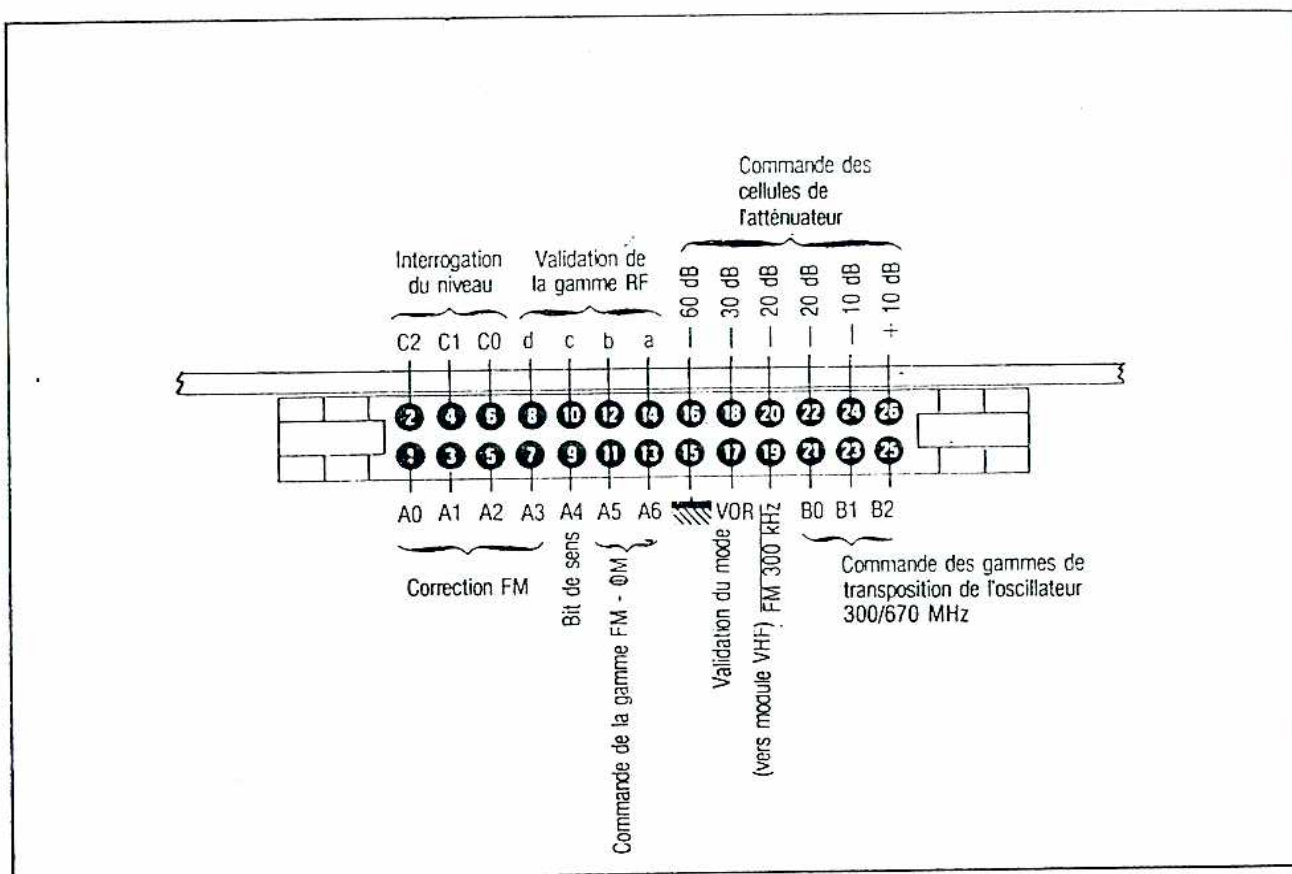 Commande des
cellules de
l'atténuateur
Interrogation
du niveau
Validation de
la gamme RF
— 60 dB
— 30 dB
— 20 dB
— 20 dB
— 10 dB
+ 10 dB
C2 C1 C0 d c b a
2 4 6 8 10 12 14 16 18 20 22 24 26
1 3 5 7 9 11 13 15 17 19 21 23 25
A0 A1 A2 A3 A4 A5 A6 VOR B0 B1 B2
Correction FM
Bit de sens
Commande de la gamme FM - ΦM
Validation du mode
(vers module VHF) FM 300 kHz
Commande des gammes de
transposition de l'oscillateur
300/670 MHz